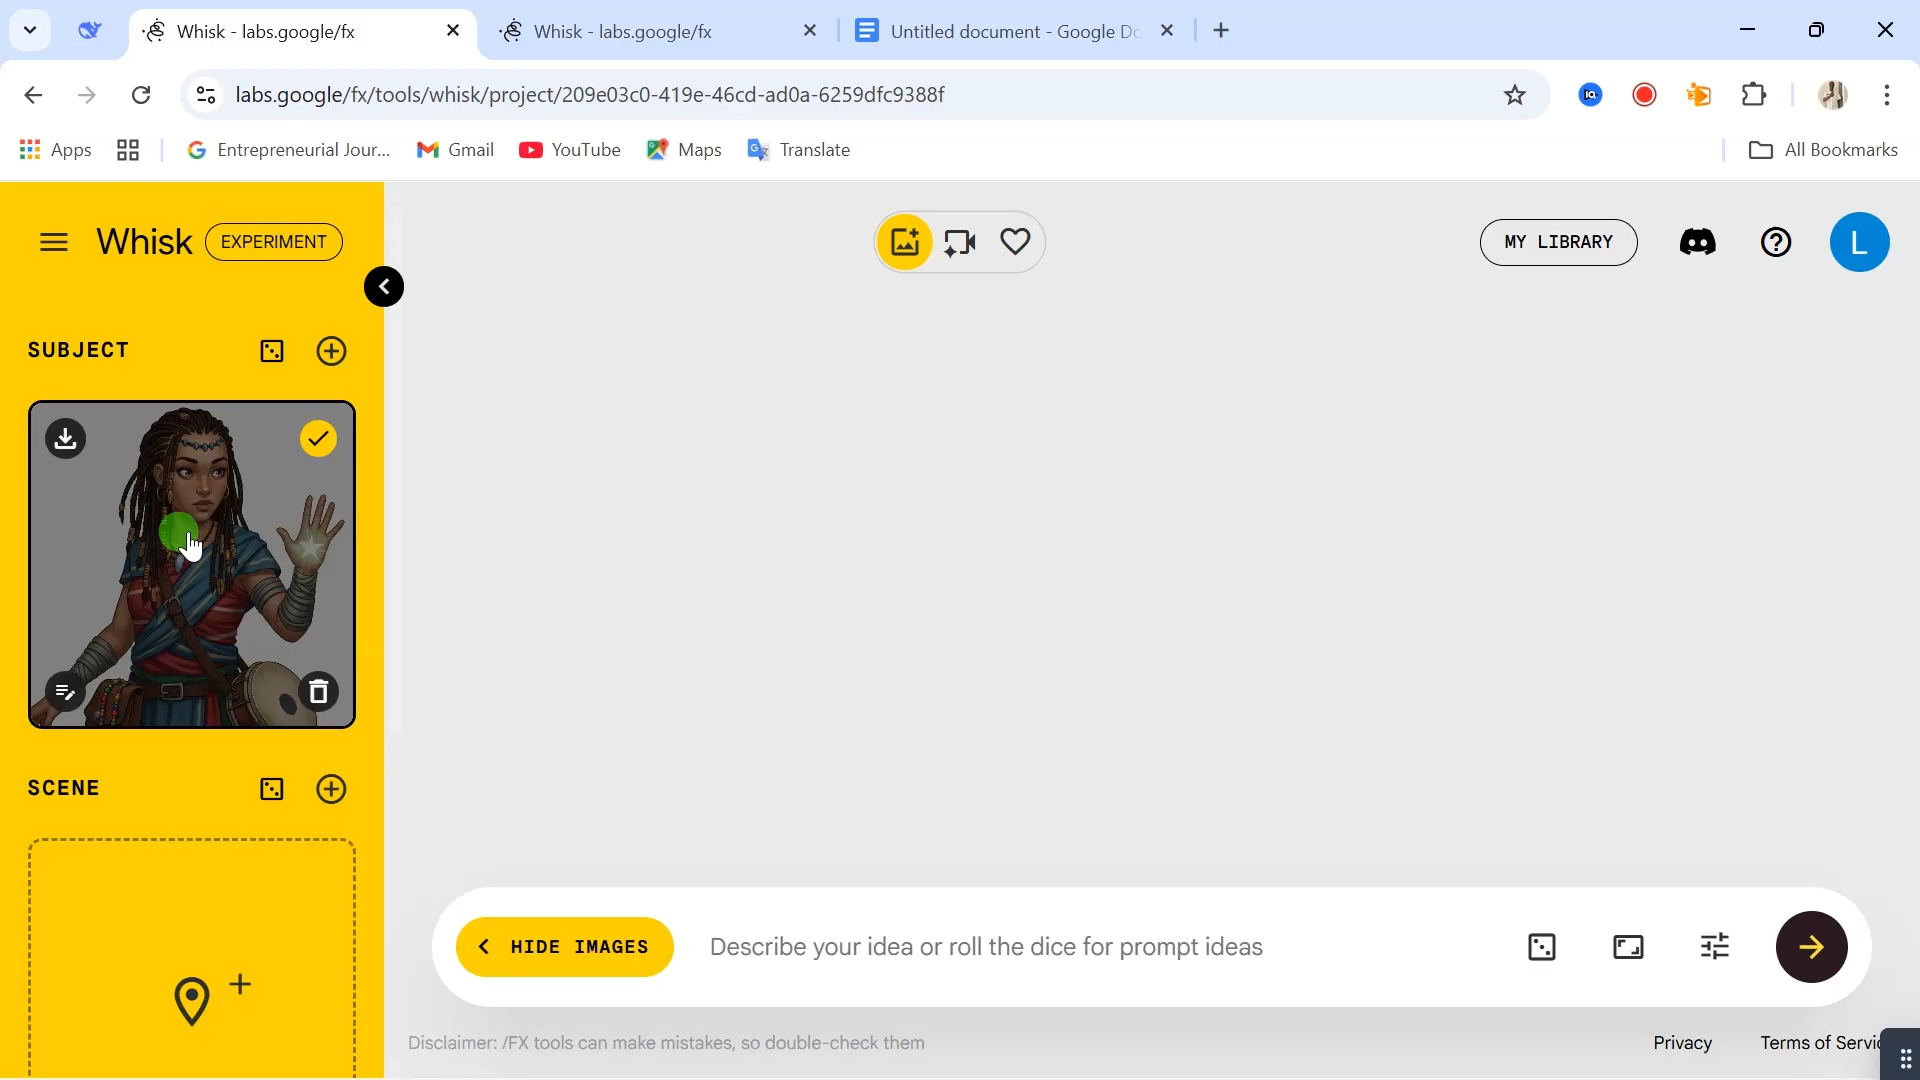 Whisk - labs.google/fx
Whisk - labs.google/fx
Untitled document - Google Dc
labs.google/fx/tools/whisk/project/209e03c0-419e-46cd-ad0a-6259dfc9388f
Apps
Entrepreneurial Jour...
Gmail
YouTube
Maps
Translate
All Bookmarks
Whisk
EXPERIMENT
MY LIBRARY
L
SUBJECT
SCENE
HIDE IMAGES
Describe your idea or roll the dice for prompt ideas
Disclaimer: /FX tools can make mistakes, so double-check them
Privacy
Terms of Servic